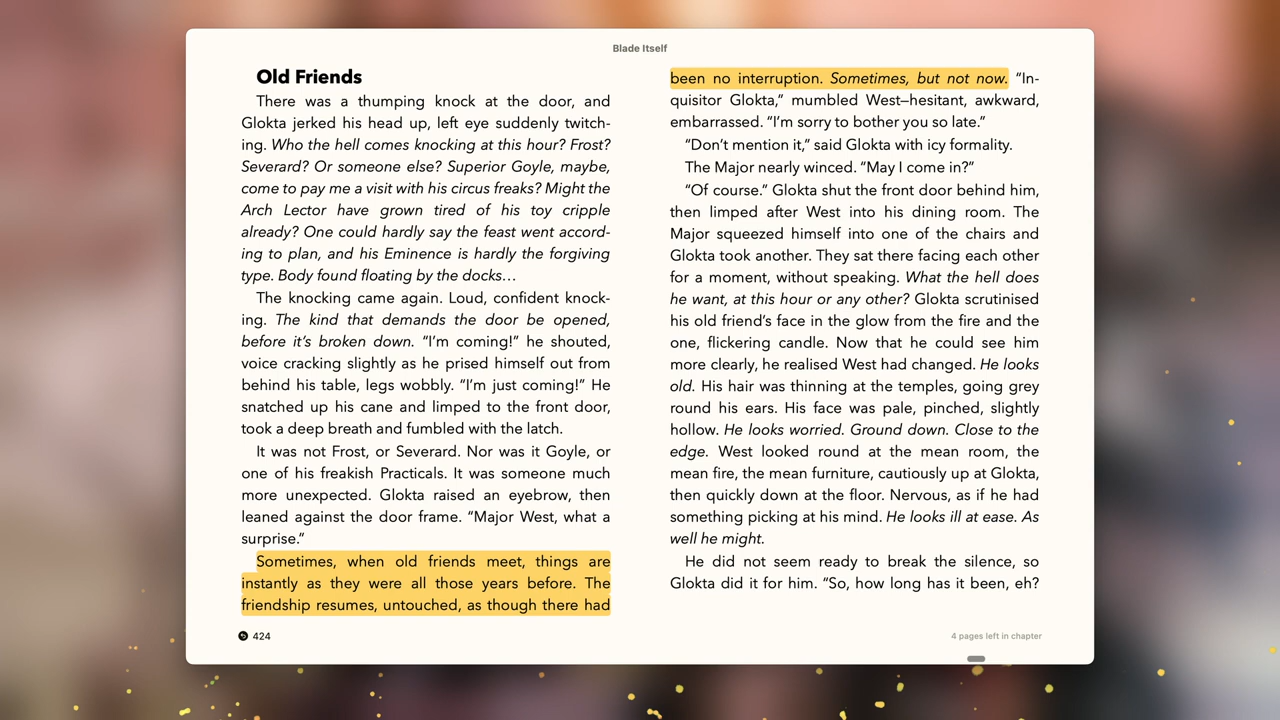 Blade Itself
Old Friends
There was a thumping knock at the door, and
Glokta jerked his head up, left eye suddenly twitch-
ing. Who the hell comes knocking at this hour? Frost?
Severard? Or someone else? Superior Goyle, maybe,
come to pay me a visit with his circus freaks? Might the
Arch Lector have grown tired of his toy cripple
already? One could hardly say the feast went accord-
ing to plan, and his Eminence is hardly the forgiving
type. Body found floating by the docks…
The knocking came again. Loud, confident knock-
ing. The kind that demands the door be opened,
before it’s broken down. “I’m coming!” he shouted,
voice cracking slightly as he prised himself out from
behind his table, legs wobbly. “I’m just coming!” He
snatched up his cane and limped to the front door,
took a deep breath and fumbled with the latch.
It was not Frost, or Severard. Nor was it Goyle, or
one of his freakish Practicals. It was someone much
more unexpected. Glokta raised an eyebrow, then
leaned against the door frame. “Major West, what a
surprise.”
Sometimes, when old friends meet, things are
instantly as they were all those years before. The
friendship resumes, untouched, as though there had
been no interruption. Sometimes, but not now. “In-
quisitor Glokta,” mumbled West—hesitant, awkward,
embarrassed. “I’m sorry to bother you so late.”
“Don’t mention it,” said Glokta with icy formality.
The Major nearly winced. “May I come in?”
“Of course.” Glokta shut the front door behind him,
then limped after West into his dining room. The
Major squeezed himself into one of the chairs and
Glokta took another. They sat there facing each other
for a moment, without speaking. What the hell does
he want, at this hour or any other? Glokta scrutinised
his old friend’s face in the glow from the fire and the
one, flickering candle. Now that he could see him
more clearly, he realised West had changed. He looks
old. His hair was thinning at the temples, going grey
round his ears. His face was pale, pinched, slightly
hollow. He looks worried. Ground down. Close to the
edge. West looked round at the mean room, the
mean fire, the mean furniture, cautiously up at Glokta,
then quickly down at the floor. Nervous, as if he had
something picking at his mind. He looks ill at ease. As
well he might.
He did not seem ready to break the silence, so
Glokta did it for him. “So, how long has it been, eh?
424
4 pages left in chapter